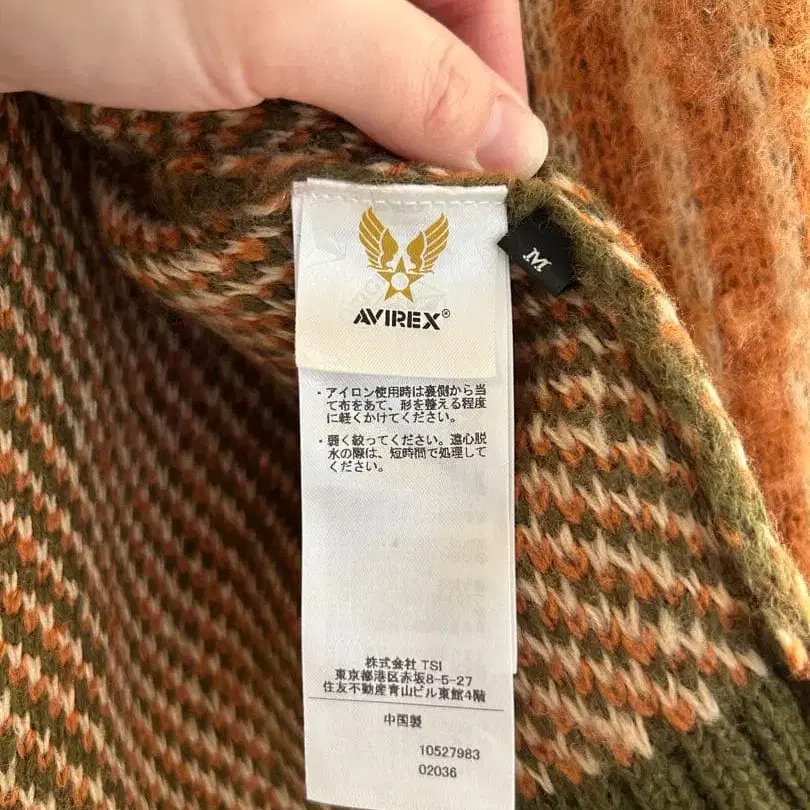 AVIREX®
M
・アイロン使用時は裏側から当
て布をあて、形を整える程度
に軽くかけてください。
・弱く絞ってください。遠心脱
水の際は、短時間で処理して
ください。
株式会社 TSI
東京都港区赤坂8-5-27
住友不動産青山ビル東館4階
中国製
10527983
02036